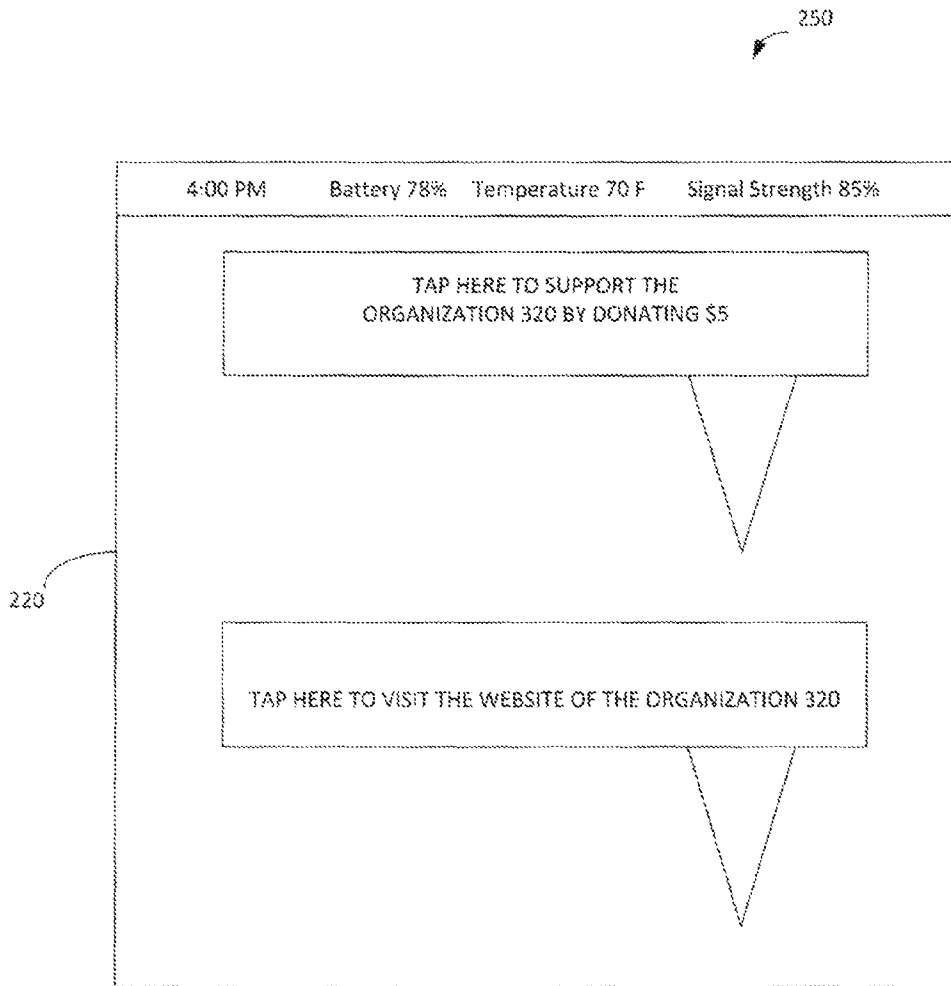 250
4:00 PM Battery 78% Temperature 70 F Signal Strength 85%
TAP HERE TO SUPPORT THE
ORGANIZATION 320 BY DONATING $5
220
TAP HERE TO VISIT THE WEBSITE OF THE ORGANIZATION 320